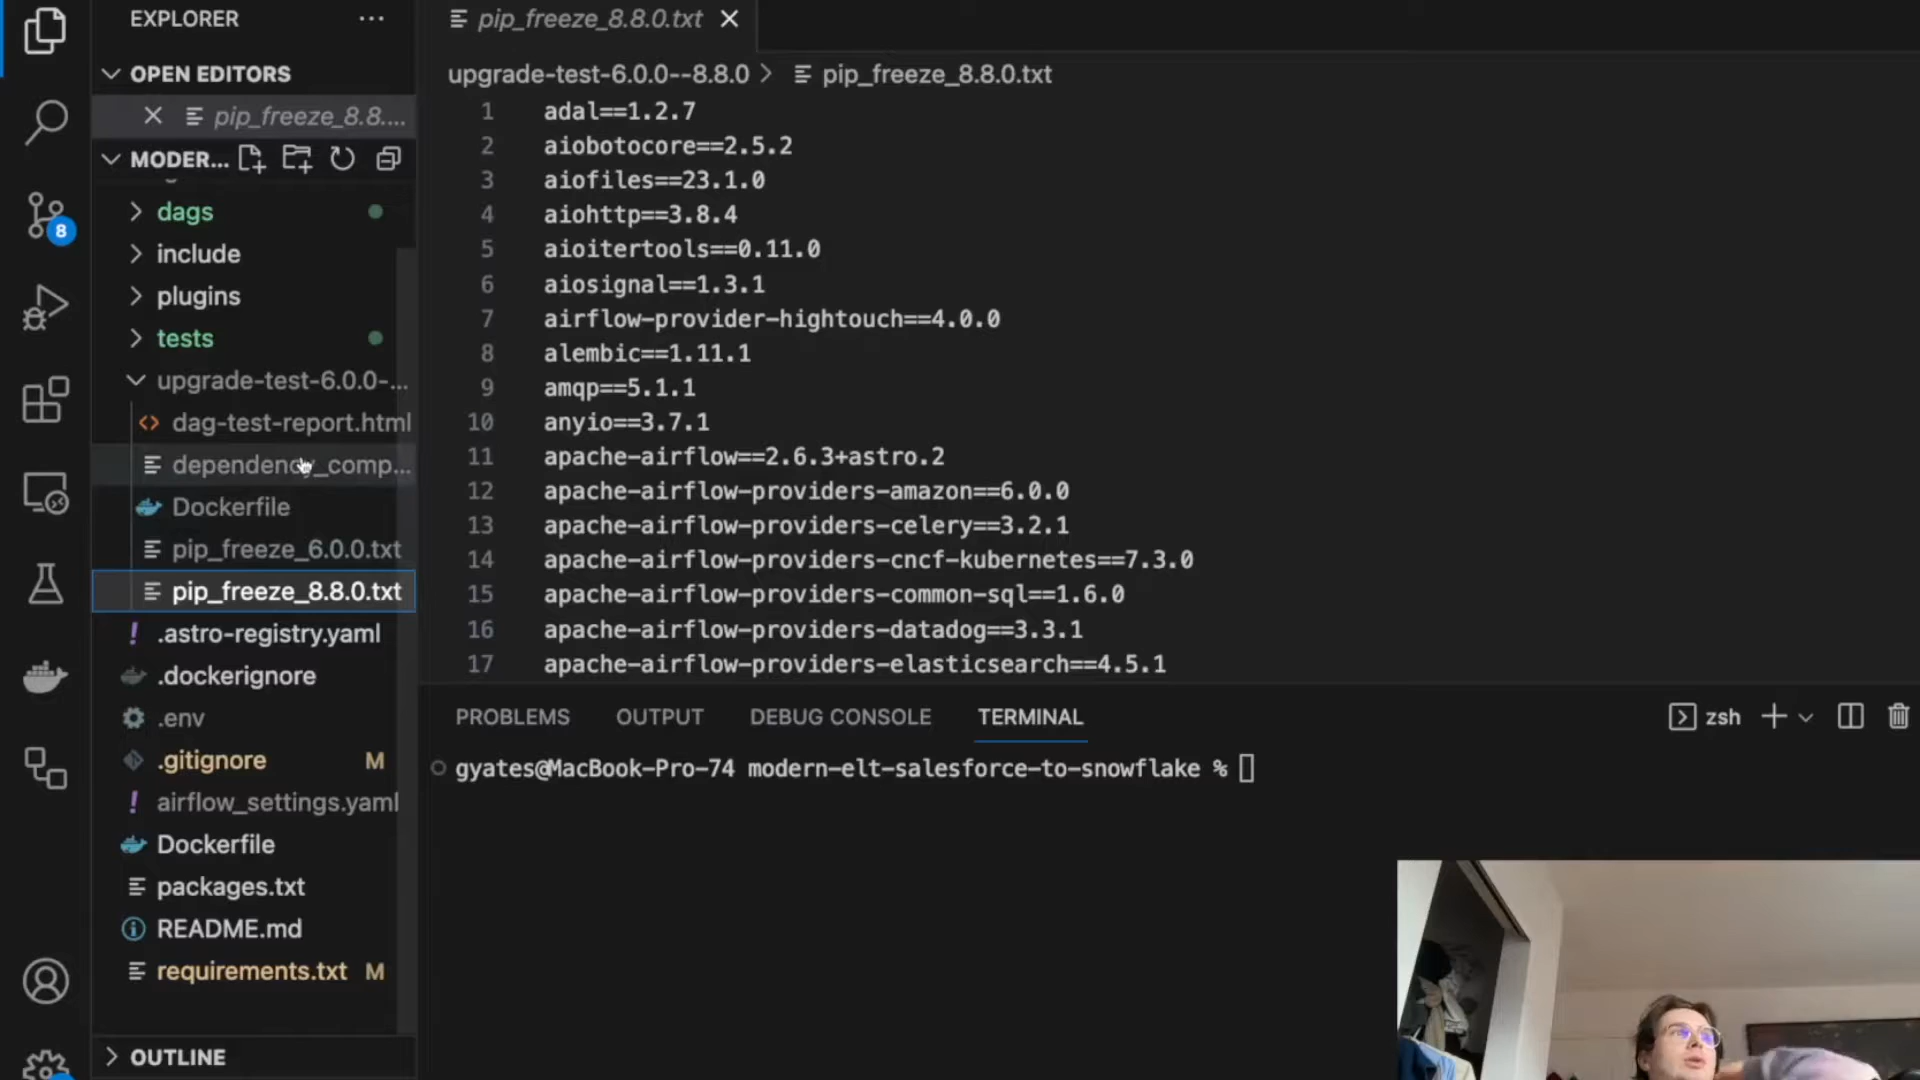 EXPLORER
OPEN EDITORS
pip_freeze_8.8....
MODER...
dags
include
plugins
tests
upgrade-test-6.0.0-...
dag-test-report.html
dependency_comp...
Dockerfile
pip_freeze_6.0.0.txt
pip_freeze_8.8.0.txt
.astro-registry.yaml
.dockerignore
.env
.gitignore M
airflow_settings.yaml
Dockerfile
packages.txt
README.md
requirements.txt M
OUTLINE
8
pip_freeze_8.8.0.txt
upgrade-test-6.0.0--8.8.0 > pip_freeze_8.8.0.txt
1 adal==1.2.7
2 aiobotocore==2.5.2
3 aiofiles==23.1.0
4 aiohttp==3.8.4
5 aioitertools==0.11.0
6 aiosignal==1.3.1
7 airflow-provider-hightouch==4.0.0
8 alembic==1.11.1
9 amqp==5.1.1
10 anyio==3.7.1
11 apache-airflow==2.6.3+astro.2
12 apache-airflow-providers-amazon==6.0.0
13 apache-airflow-providers-celery==3.2.1
14 apache-airflow-providers-cncf-kubernetes==7.3.0
15 apache-airflow-providers-common-sql==1.6.0
16 apache-airflow-providers-datadog==3.3.1
17 apache-airflow-providers-elasticsearch==4.5.1
PROBLEMS OUTPUT DEBUG CONSOLE TERMINAL zsh
gyates@MacBook-Pro-74 modern-elt-salesforce-to-snowflake %